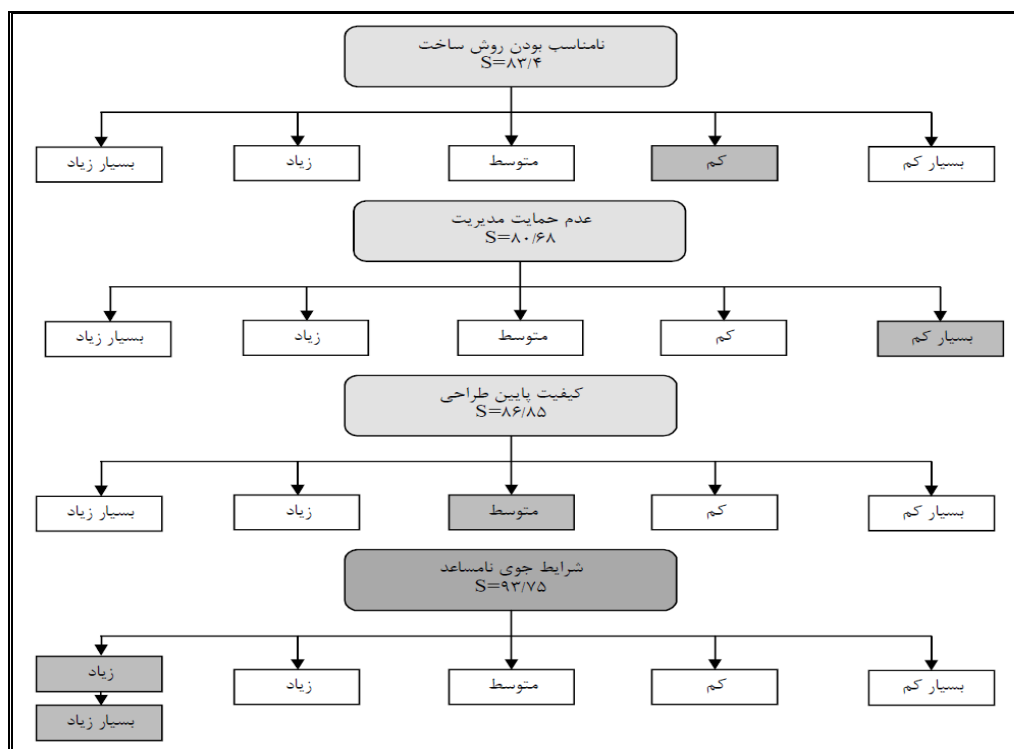 نامناسب بودن روش ساخت
S=۸۳/۴
بسیار کم
کم
متوسط
زیاد
بسیار زیاد
عدم حمایت مدیریت
S=۸۰/۶۸
بسیار کم
کم
متوسط
زیاد
بسیار زیاد
کیفیت پایین طراحی
S=۸۶/۸۵
بسیار کم
کم
متوسط
زیاد
بسیار زیاد
شرایط جوی نامساعد
S=۹۳/۷۵
بسیار کم
کم
متوسط
زیاد
زیاد
بسیار زیاد